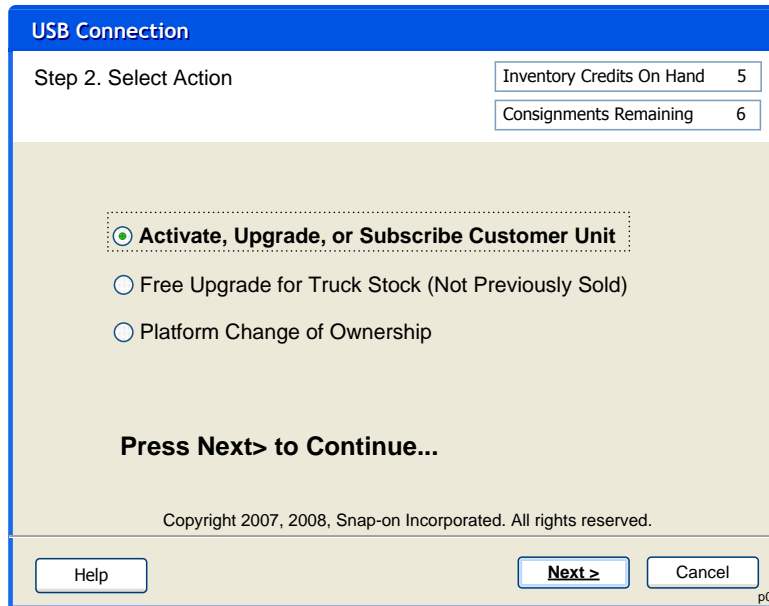 USB Connection
Step 2. Select Action
Inventory Credits On Hand 5
Consignments Remaining 6
Activate, Upgrade, or Subscribe Customer Unit
Free Upgrade for Truck Stock (Not Previously Sold)
Platform Change of Ownership
Press Next> to Continue...
Copyright 2007, 2008, Snap-on Incorporated. All rights reserved.
Help Next > Cancel